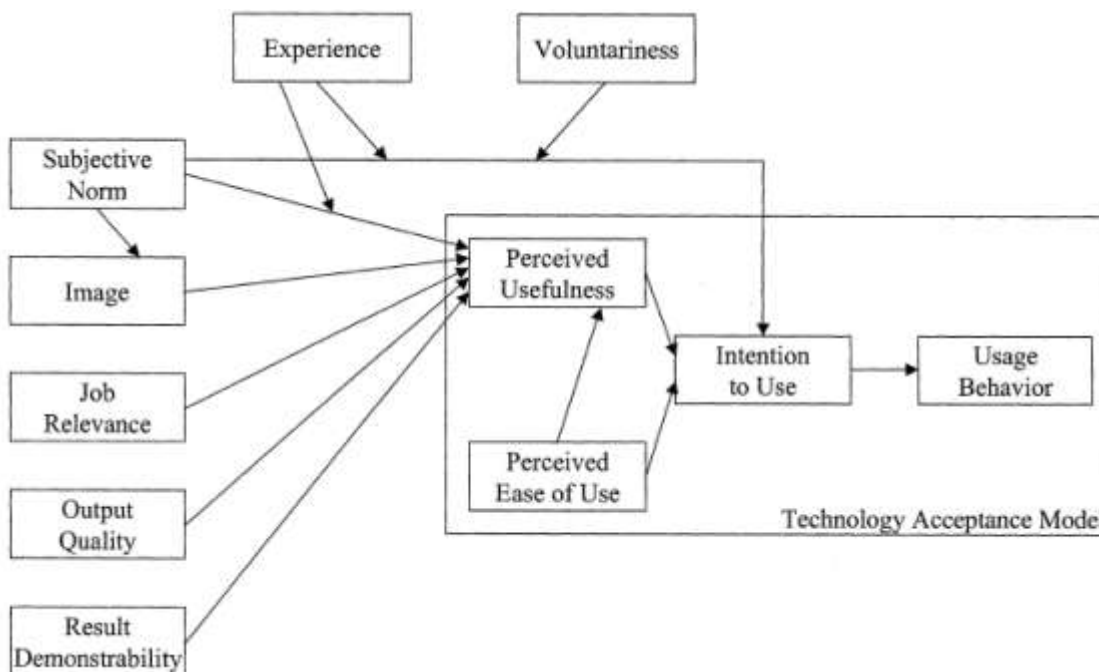 Experience
Voluntariness
Subjective
Norm
Image
Perceived
Usefulness
Job
Relevance
Intention
to Use
Usage
Behavior
Perceived
Ease of Use
Output
Quality
Technology Acceptance Mode
Result
Demonstrability